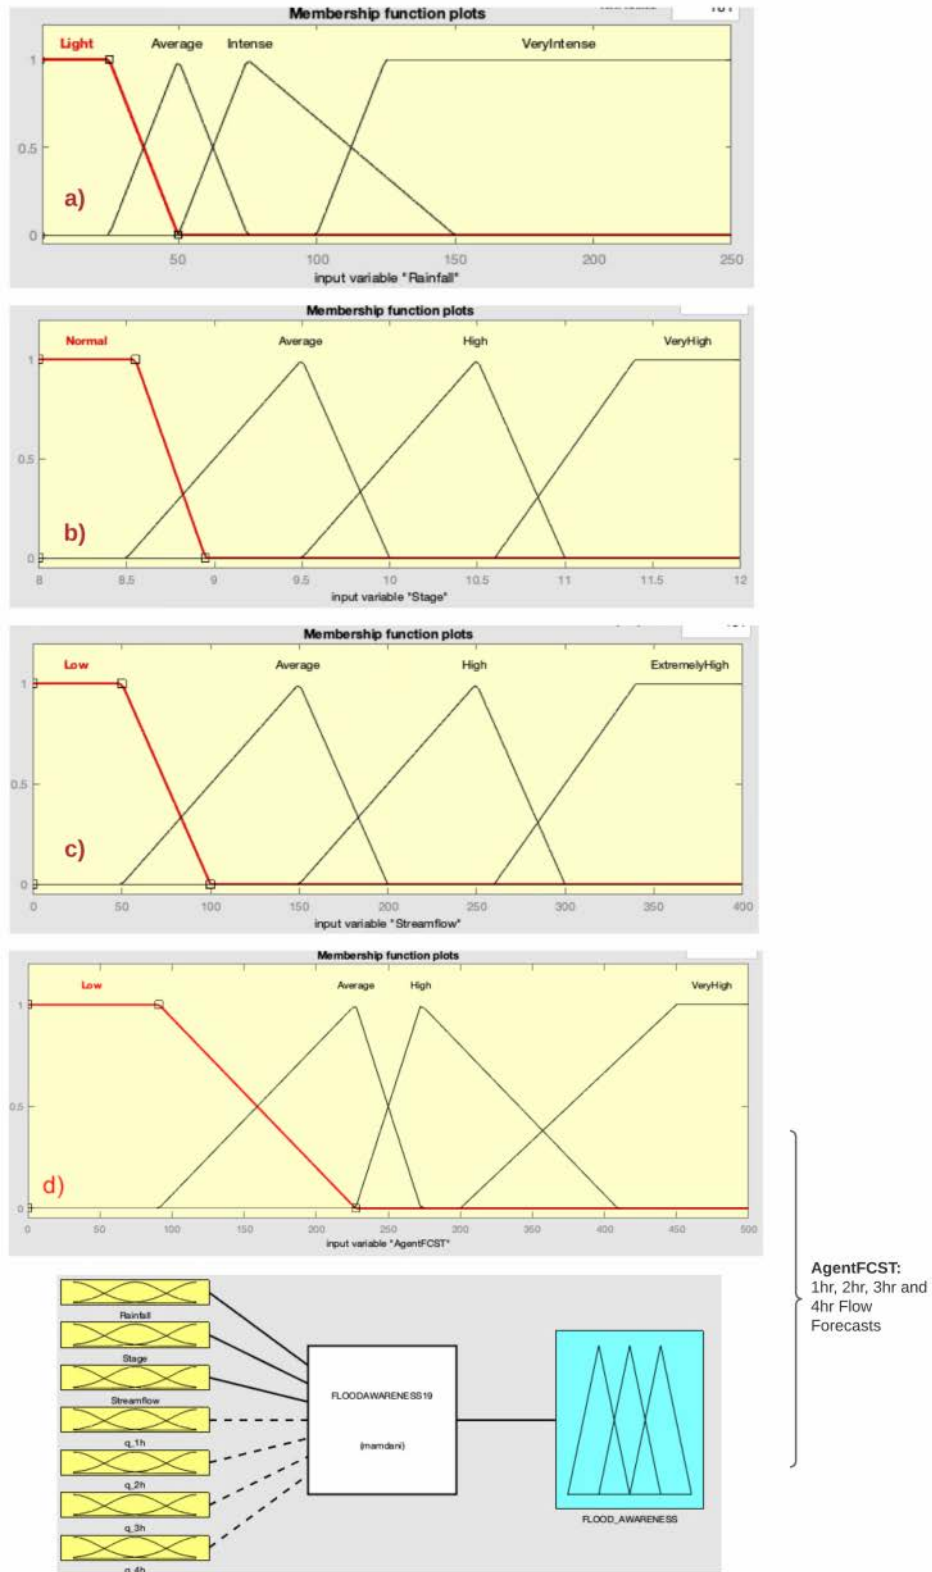 Membership function plots
Light Average Intense VeryIntense
1
0.5
a)
0
50 100 150 200 250
input variable "Rainfall"
Membership function plots
Normal Average High VeryHigh
1
0.5
b)
0
8 8.5 9 9.5 10 10.5 11 11.5 12
input variable "Stage"
Membership function plots
Low Average High ExtremelyHigh
1
0.5
c)
0
0 50 100 150 200 250 300 350 400
input variable "Streamflow"
Membership function plots
Low Average High VeryHigh
1
0.5
d)
0
0 50 100 150 200 250 300 350 400 450 500
input variable "AgentFCST"
AgentFCST:
1hr, 2hr, 3hr and
4hr Flow
Forecasts
Rainfall
Stage
Streamflow
q_1h
q_2h
q_3h
q_4h
FLOODAWARENESS19
(mamdani)
FLOOD_AWARENESS